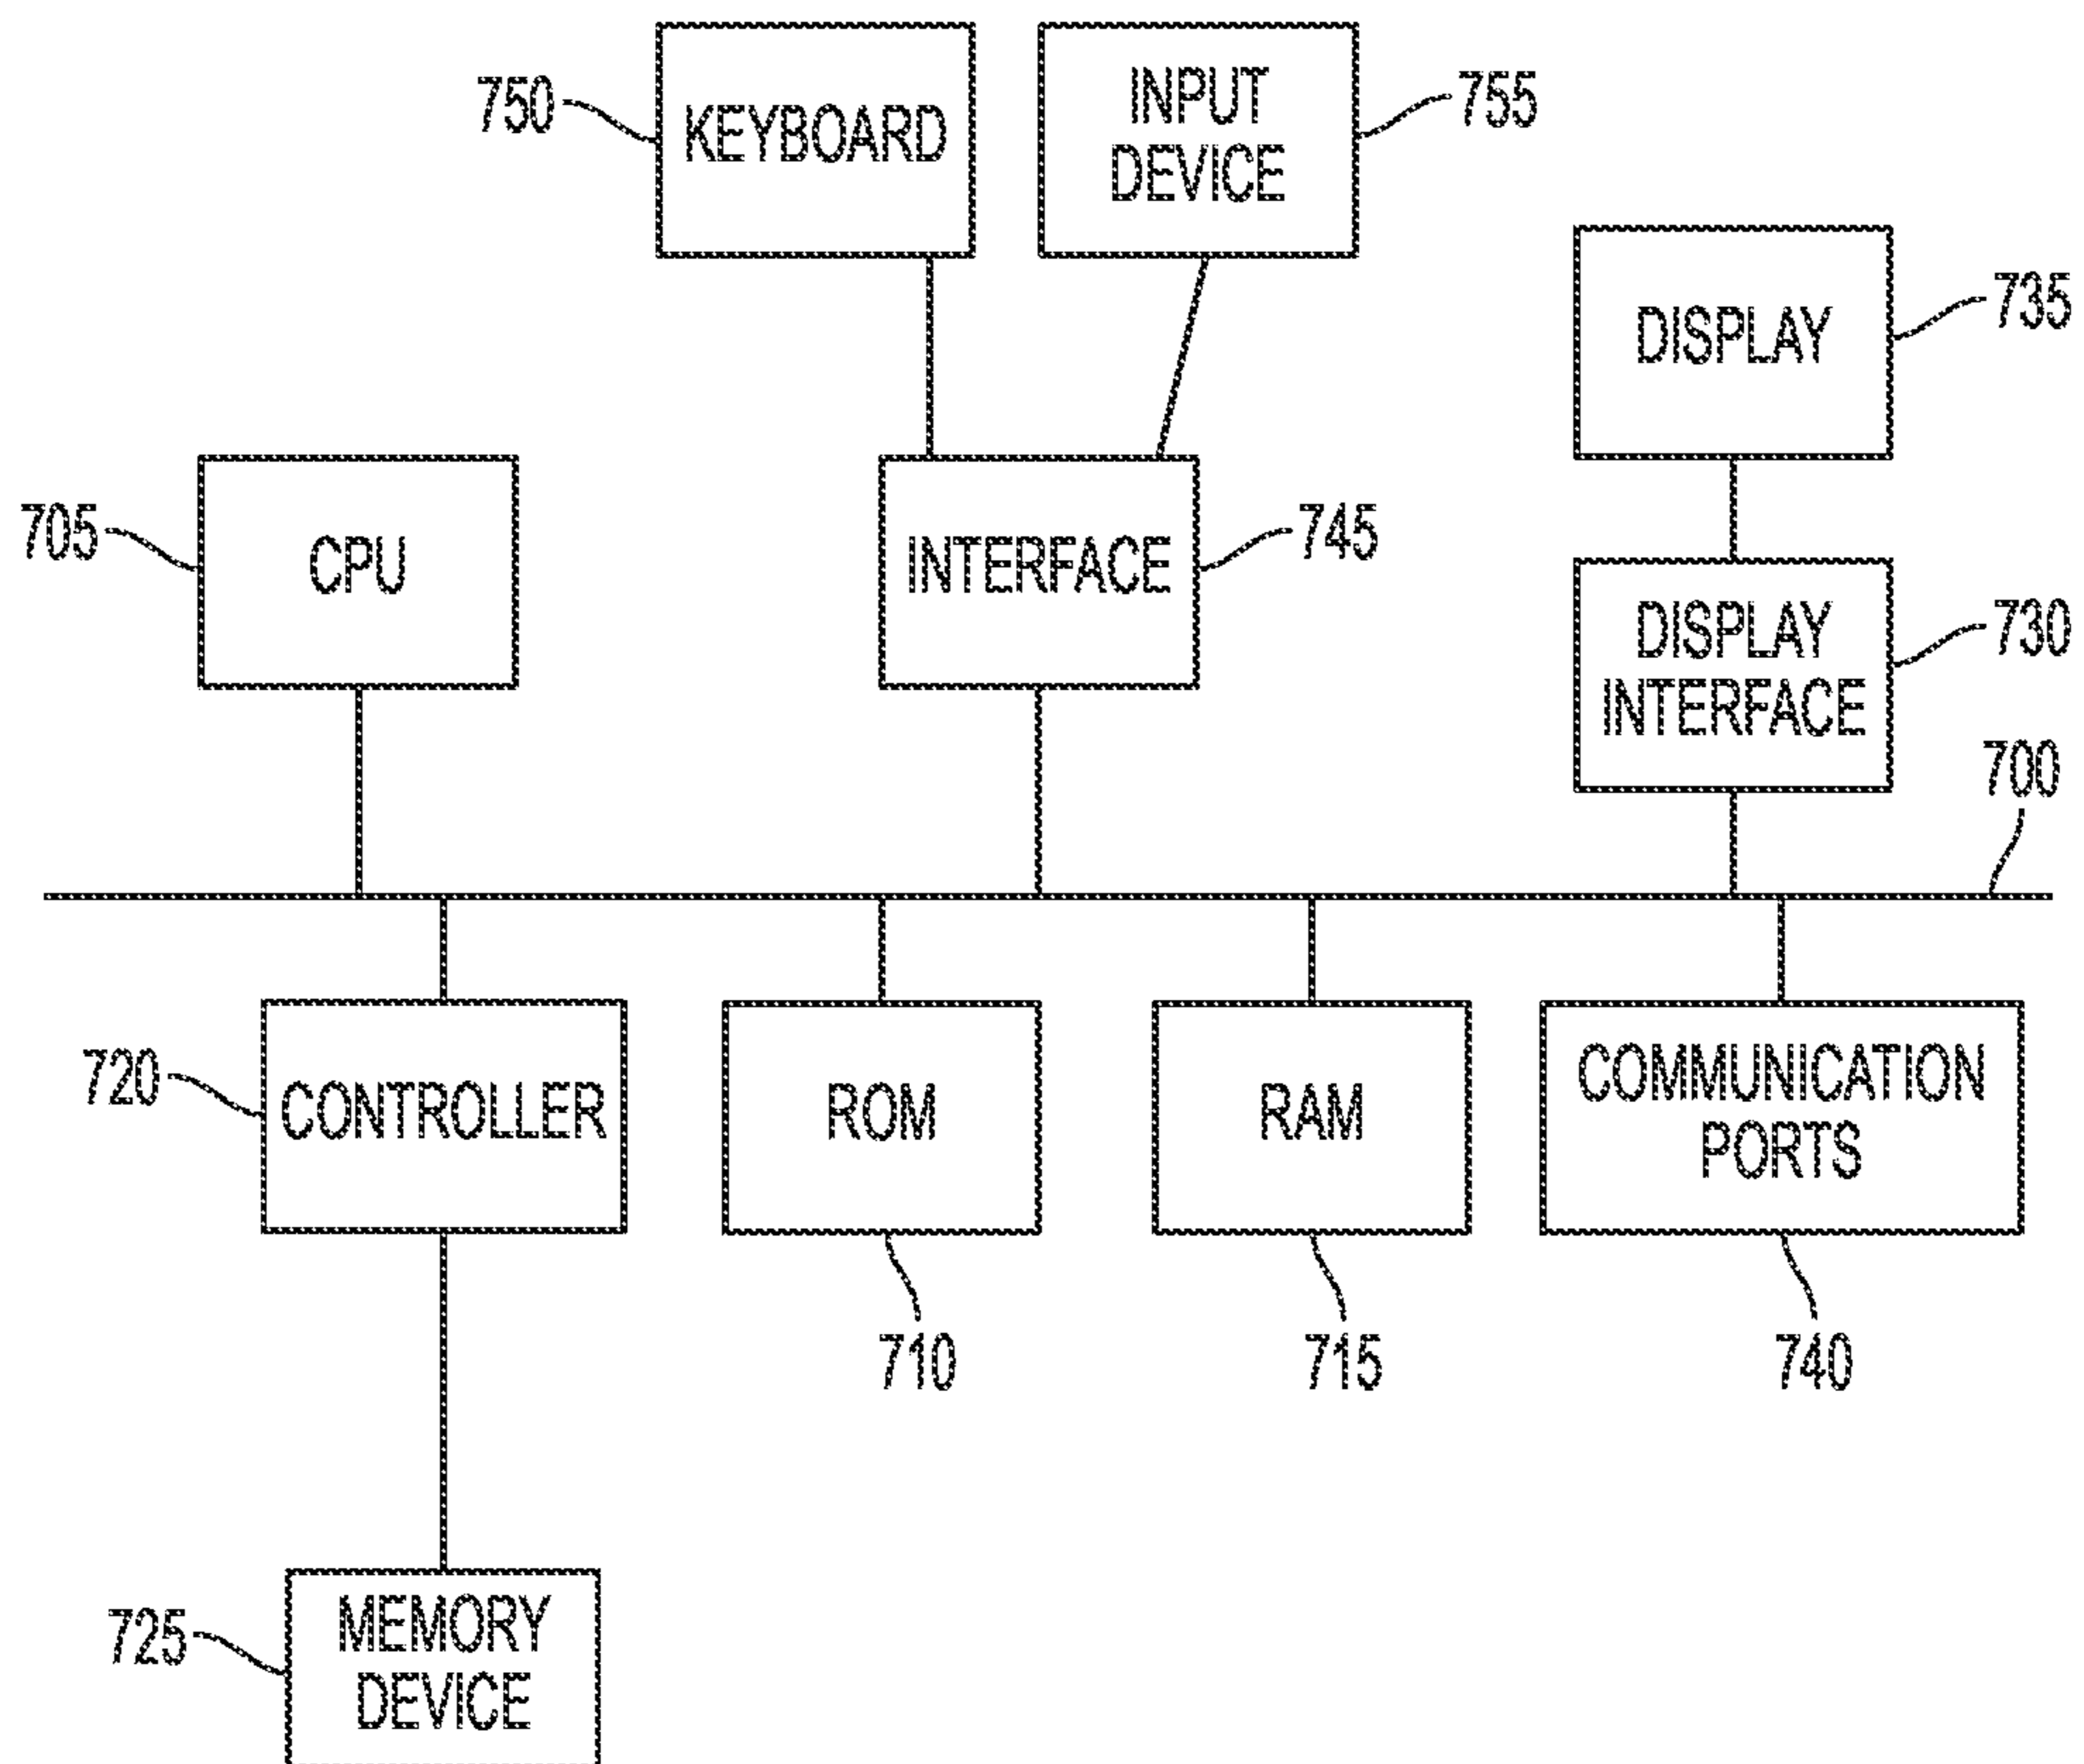 750
KEYBOARD
INPUT
DEVICE
755
DISPLAY
735
705
CPU
INTERFACE
745
DISPLAY
INTERFACE
730
700
720
CONTROLLER
ROM
RAM
COMMUNICATION
PORTS
710
715
740
725
MEMORY
DEVICE